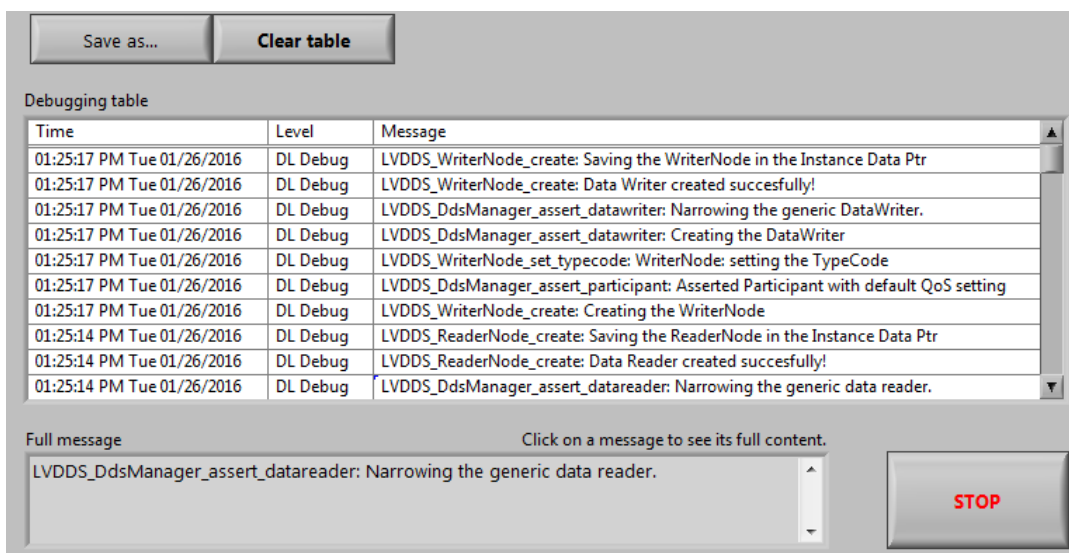 Save as... Clear table
Debugging table
Time Level Message
01:25:17 PM Tue 01/26/2016 DL Debug LVDDS_WriterNode_create: Saving the WriterNode in the Instance Data Ptr
01:25:17 PM Tue 01/26/2016 DL Debug LVDDS_WriterNode_create: Data Writer created succesfully!
01:25:17 PM Tue 01/26/2016 DL Debug LVDDS_DdsManager_assert_datawriter: Narrowing the generic DataWriter.
01:25:17 PM Tue 01/26/2016 DL Debug LVDDS_DdsManager_assert_datawriter: Creating the DataWriter
01:25:17 PM Tue 01/26/2016 DL Debug LVDDS_WriterNode_set_typecode: WriterNode: setting the TypeCode
01:25:17 PM Tue 01/26/2016 DL Debug LVDDS_DdsManager_assert_participant: Asserted Participant with default QoS setting
01:25:17 PM Tue 01/26/2016 DL Debug LVDDS_WriterNode_create: Creating the WriterNode
01:25:14 PM Tue 01/26/2016 DL Debug LVDDS_ReaderNode_create: Saving the ReaderNode in the Instance Data Ptr
01:25:14 PM Tue 01/26/2016 DL Debug LVDDS_ReaderNode_create: Data Reader created succesfully!
01:25:14 PM Tue 01/26/2016 DL Debug LVDDS_DdsManager_assert_datareader: Narrowing the generic data reader.
Full message Click on a message to see its full content.
LVDDS_DdsManager_assert_datareader: Narrowing the generic data reader.
STOP